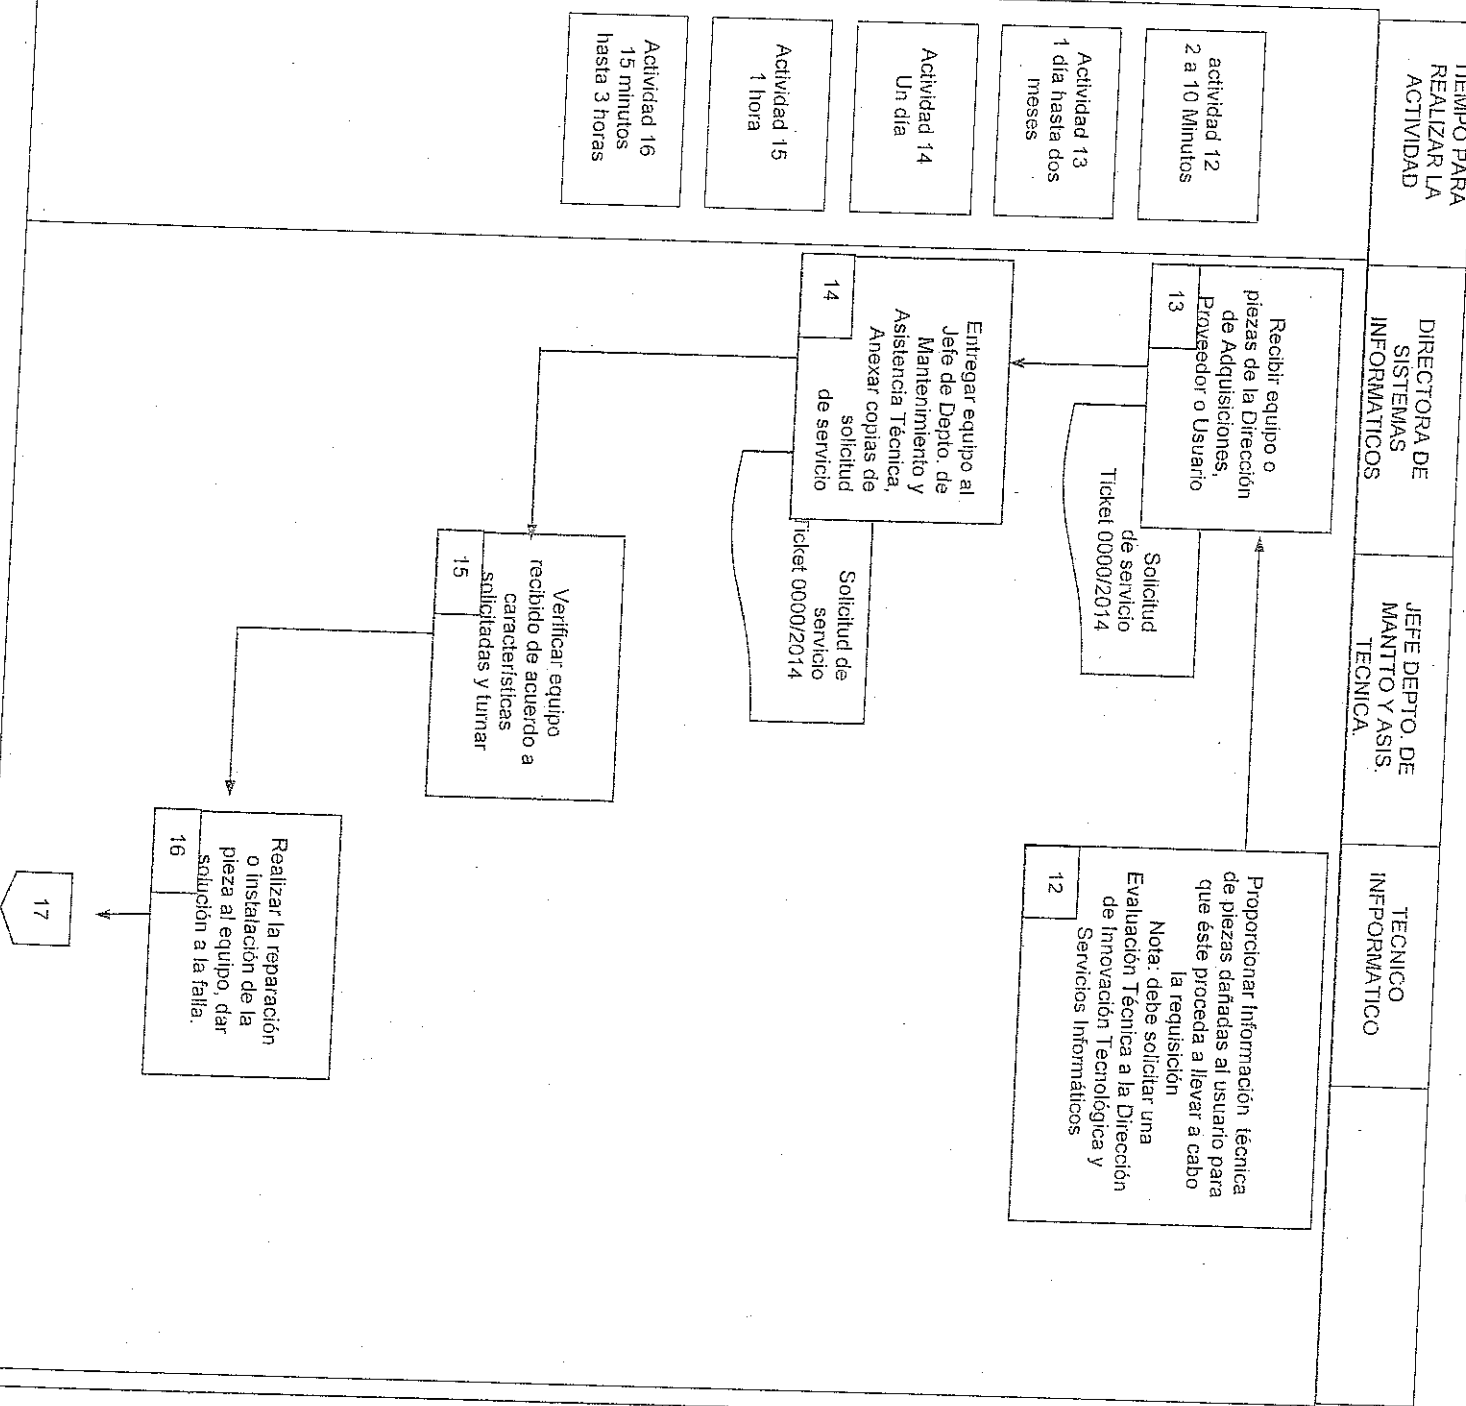 TIEMPO PARA
REALIZAR LA
ACTIVIDAD
DIRECTORA DE
SISTEMAS
INFORMATICOS
JEFE DEPTO. DE
MANTTO Y ASIS.
TECNICA.
TECNICO
INFPORMATICO
actividad 12
2 a 10 Minutos
Actividad 13
1 día hasta dos
meses
Actividad 14
Un día
Actividad 15
1 hora
Actividad 16
15 minutos
hasta 3 horas
Proporcionar Información técnica
de piezas dañadas al usuario para
que éste proceda a llevar a cabo
la requisición
Nota: debe solicitar una
Evaluación Técnica a la Dirección
de Innovación Tecnológica y
Servicios Informáticos
12
Recibir equipo o
piezas de la Dirección
de Adquisiciones,
Proveedor o Usuario
13
Solicitud
de servicio
Ticket 0000/2014
Entregar equipo al
Jefe de Depto. de
Mantenimiento y
Asistencia Técnica,
Anexar copias de
solicitud
de servicio
14
Solicitud de
servicio
Ticket 0000/2014
Verificar equipo
recibido de acuerdo a
características
solicitadas y turnar
15
Realizar la reparación
o instalación de la
pieza al equipo, dar
solución a la falla.
16
17